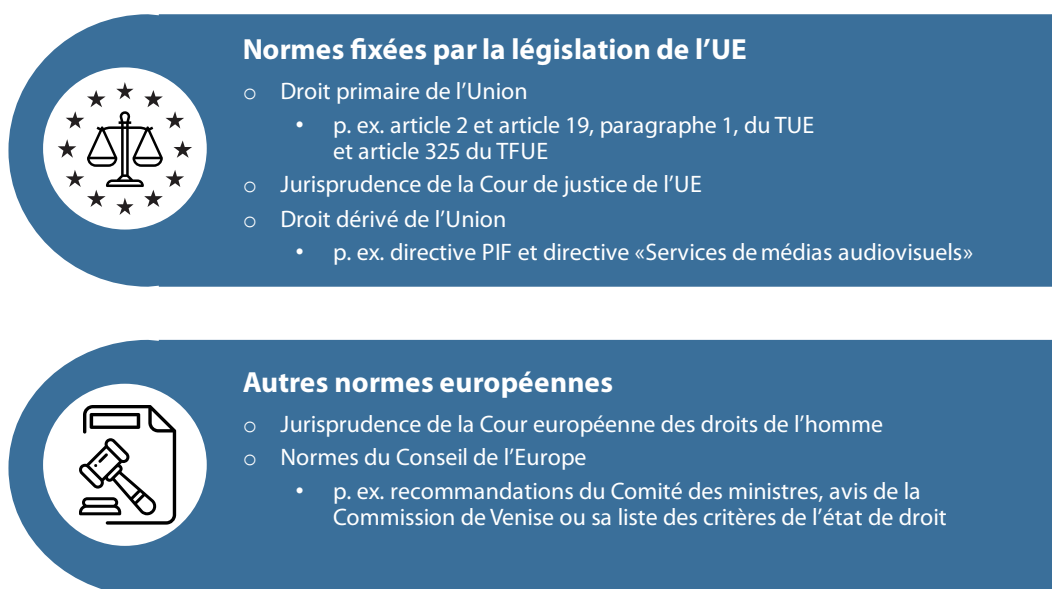 Normes fixées par la législation de l’UE
o Droit primaire de l’Union
• p. ex. article 2 et article 19, paragraphe 1, du TUE
et article 325 du TFUE
o Jurisprudence de la Cour de justice de l’UE
o Droit dérivé de l’Union
• p. ex. directive PIF et directive «Services de médias audiovisuels»
Autres normes européennes
o Jurisprudence de la Cour européenne des droits de l’homme
o Normes du Conseil de l’Europe
• p. ex. recommandations du Comité des ministres, avis de la
Commission de Venise ou sa liste des critères de l’état de droit